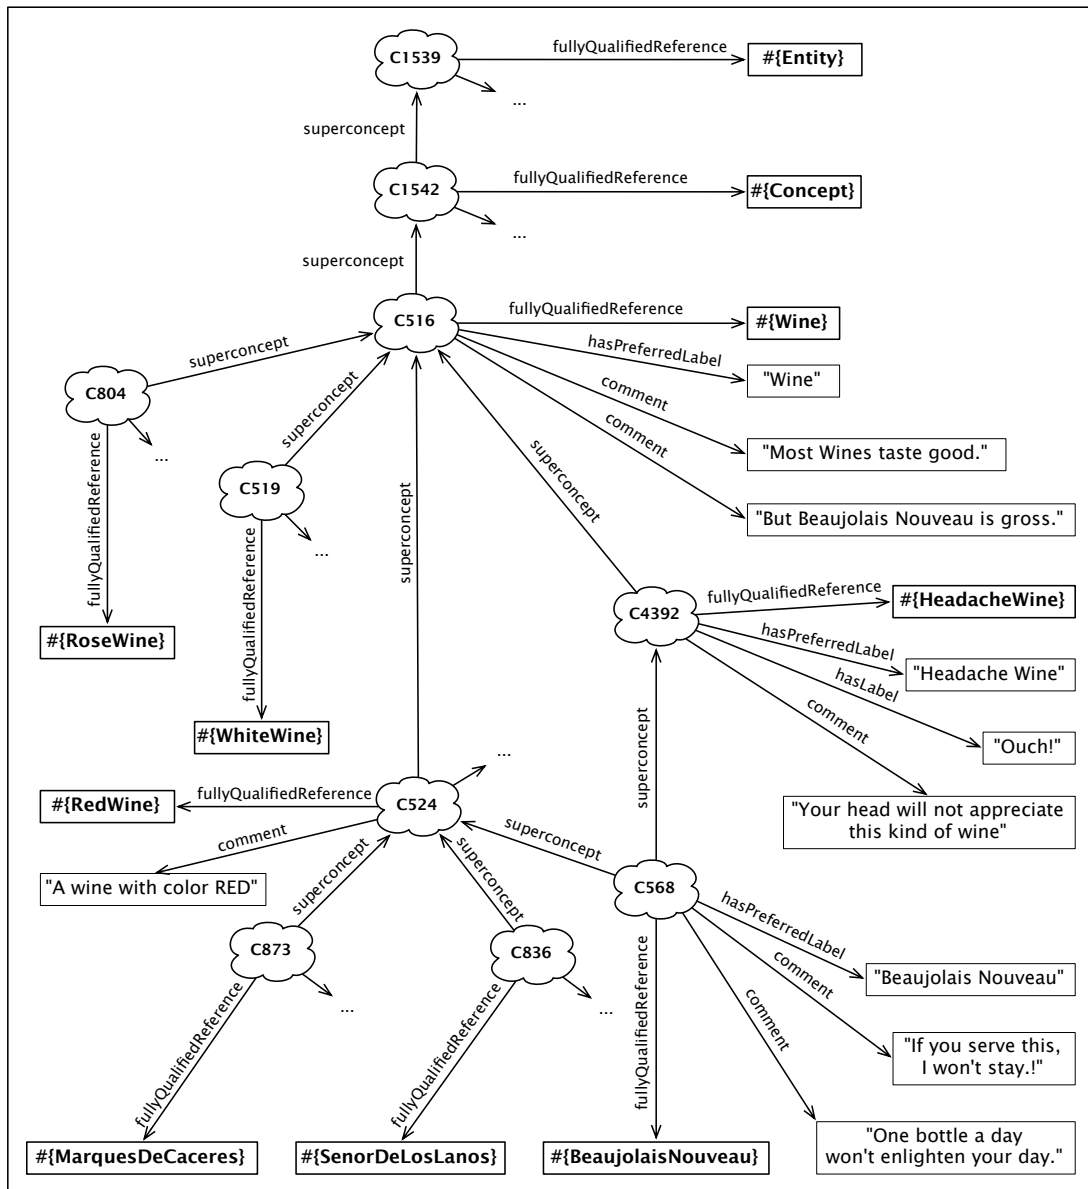 C1539
fullyQualifiedReference
#{Entity}
...
superconcept
C1542
fullyQualifiedReference
#{Concept}
...
superconcept
C516
fullyQualifiedReference
#{Wine}
hasPreferredLabel
"Wine"
comment
"Most Wines taste good."
comment
"But Beaujolais Nouveau is gross."
superconcept
C804
fullyQualifiedReference
...
#{RoseWine}
superconcept
C519
fullyQualifiedReference
...
#{WhiteWine}
superconcept
superconcept
C4392
fullyQualifiedReference
#{HeadacheWine}
hasPreferredLabel
"Headache Wine"
hasLabel
"Ouch!"
comment
"Your head will not appreciate
this kind of wine"
superconcept
...
C524
fullyQualifiedReference
#{RedWine}
comment
"A wine with color RED"
superconcept
superconcept
superconcept
C568
hasPreferredLabel
"Beaujolais Nouveau"
comment
"If you serve this,
I won't stay.!"
comment
"One bottle a day
won't enlighten your day."
fullyQualifiedReference
#{BeaujolaisNouveau}
C873
...
fullyQualifiedReference
#{MarquesDeCaceres}
C836
...
fullyQualifiedReference
#{SenorDeLosLanos}